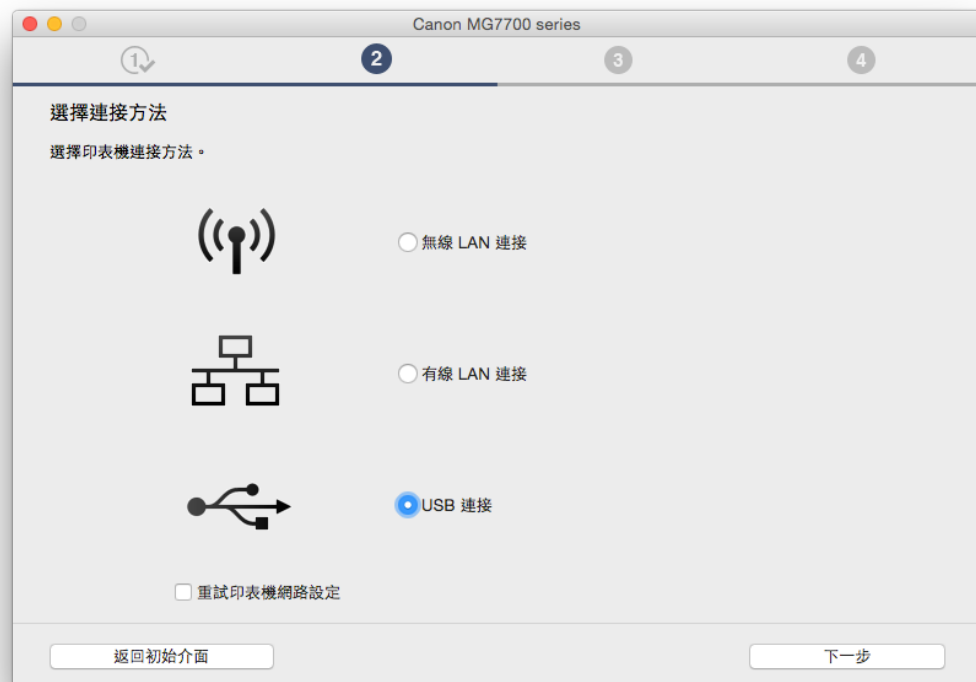 Canon MG7700 series
1
2
3
4
選擇連接方法
選擇印表機連接方法。
無線 LAN 連接
有線 LAN 連接
USB 連接
重試印表機網路設定
返回初始介面
下一步